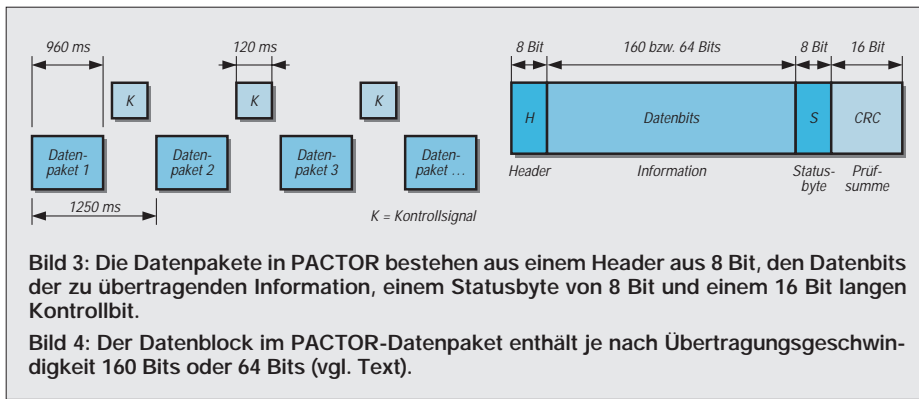 960 ms
120 ms
K
K
K
Daten-
paket 1
Daten-
paket 2
Daten-
paket 3
Daten-
paket ...
1250 ms
K = Kontrollsignal
8 Bit
160 bzw. 64 Bits
8 Bit
16 Bit
H
Datenbits
S
CRC
Header
Information
Status-
byte
Prüf-
summe
Bild 3: Die Datenpakete in PACTOR bestehen aus einem Header aus 8 Bit, den Datenbits
der zu übertragenden Information, einem Statusbyte von 8 Bit und einem 16 Bit langen
Kontrollbit.
Bild 4: Der Datenblock im PACTOR-Datenpaket enthält je nach Übertragungsgeschwin-
digkeit 160 Bits oder 64 Bits (vgl. Text).